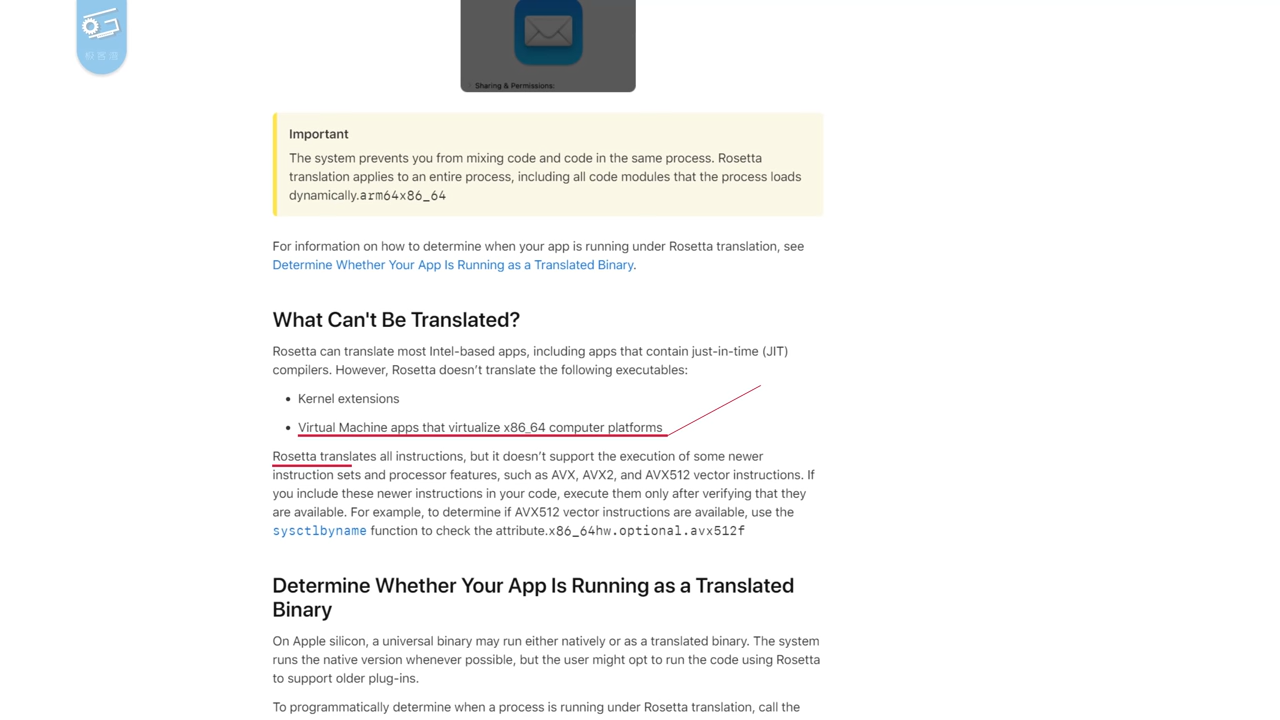 极客湾
Sharing & Permissions:
Important
The system prevents you from mixing code and code in the same process. Rosetta
translation applies to an entire process, including all code modules that the process loads
dynamically.arm64x86_64
For information on how to determine when your app is running under Rosetta translation, see
Determine Whether Your App Is Running as a Translated Binary.
What Can't Be Translated?
Rosetta can translate most Intel-based apps, including apps that contain just-in-time (JIT)
compilers. However, Rosetta doesn’t translate the following executables:
• Kernel extensions
• Virtual Machine apps that virtualize x86_64 computer platforms
Rosetta translates all instructions, but it doesn’t support the execution of some newer
instruction sets and processor features, such as AVX, AVX2, and AVX512 vector instructions. If
you include these newer instructions in your code, execute them only after verifying that they
are available. For example, to determine if AVX512 vector instructions are available, use the
sysctlbyname function to check the attribute.x86_64hw.optional.avx512f
Determine Whether Your App Is Running as a Translated
Binary
On Apple silicon, a universal binary may run either natively or as a translated binary. The system
runs the native version whenever possible, but the user might opt to run the code using Rosetta
to support older plug-ins.
To programmatically determine when a process is running under Rosetta translation, call the